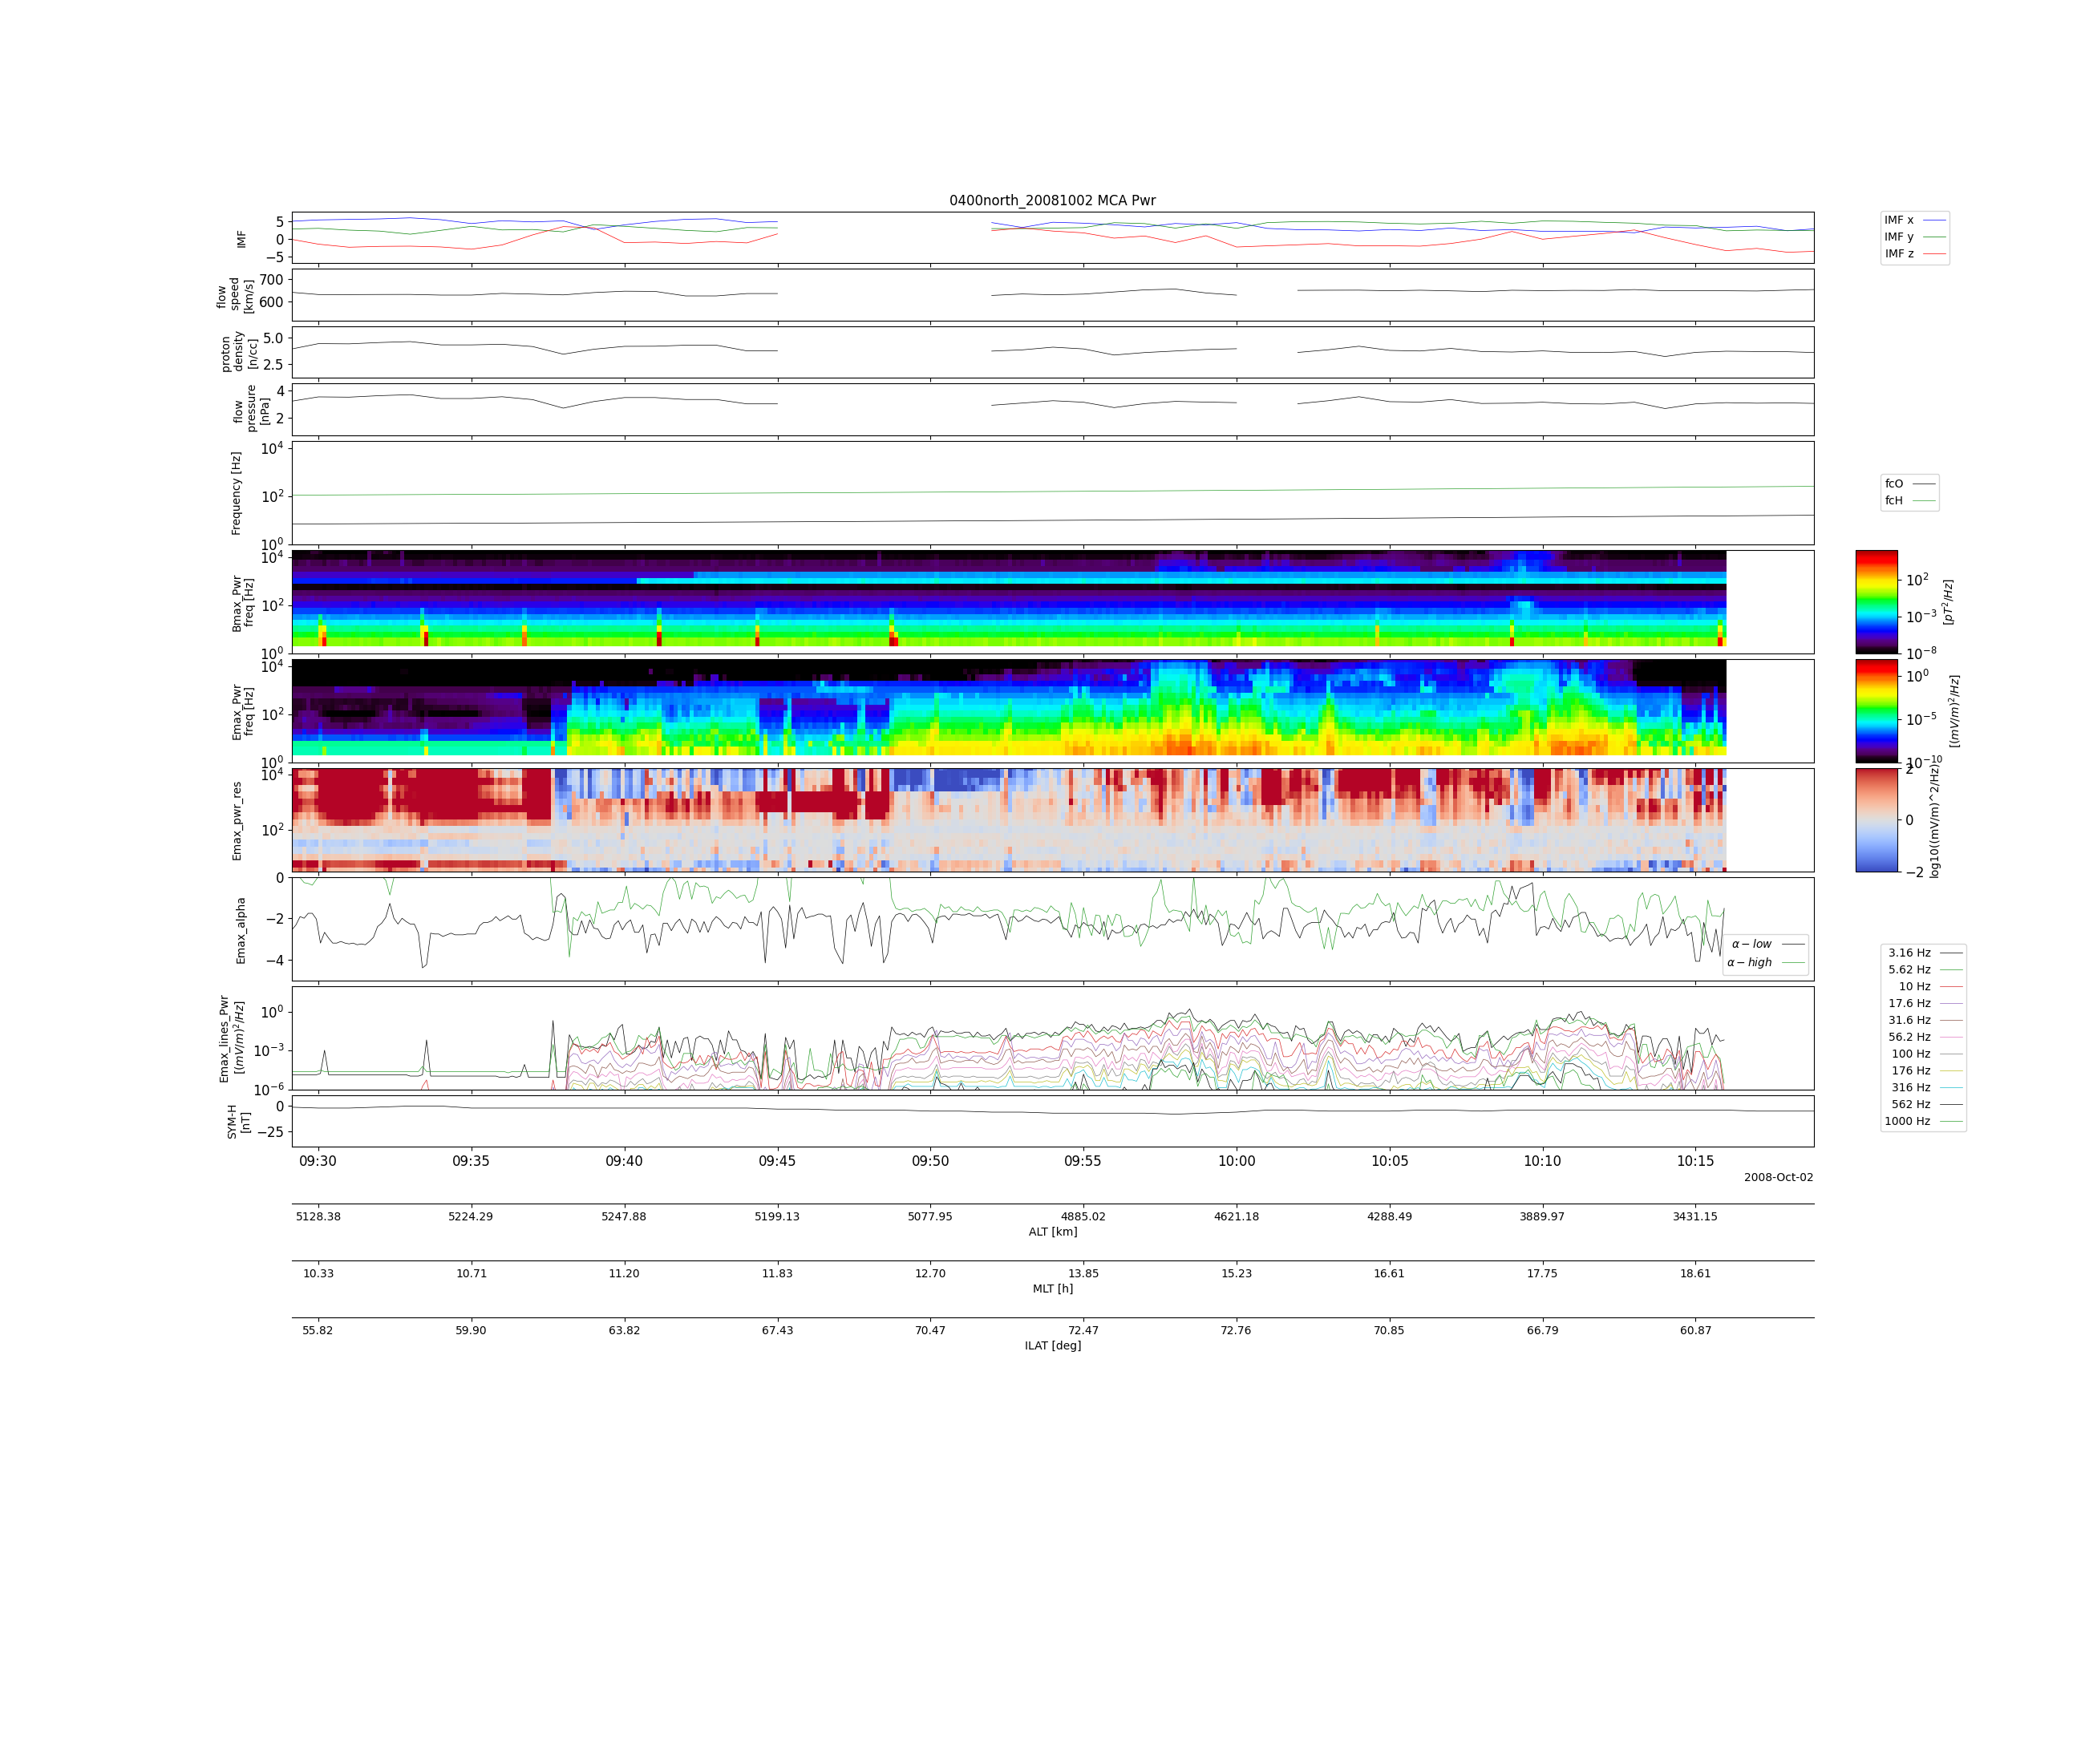 0400north_20081002 MCA Pwr
IMF
5
0
−5
IMF x
IMF y
IMF z
flow
speed
[km/s]
700
600
proton
density
[n/cc]
5.0
2.5
flow
pressure
[nPa]
4
2
Frequency [Hz]
10^4
10^2
10^0
fcO
fcH
Bmax_Pwr
freq [Hz]
10^4
10^2
10^0
10^2
10^−3
10^−8
[pT^2/Hz]
Emax_Pwr
freq [Hz]
10^4
10^2
10^0
10^0
10^−5
10^−10
[(mV/m)^2/Hz]
Emax_pwr_res
10^4
10^2
2
0
−2
log10((mV/m)^2/Hz)
Emax_alpha
0
−2
−4
α − low
α − high
Emax_lines_Pwr
[(mV/m)^2/Hz]
10^0
10^−3
10^−6
3.16 Hz
5.62 Hz
10 Hz
17.6 Hz
31.6 Hz
56.2 Hz
100 Hz
176 Hz
316 Hz
562 Hz
1000 Hz
SYM-H
[nT]
0
−25
09:30 09:35 09:40 09:45 09:50 09:55 10:00 10:05 10:10 10:15
2008-Oct-02
5128.38 5224.29 5247.88 5199.13 5077.95 4885.02 4621.18 4288.49 3889.97 3431.15
ALT [km]
10.33 10.71 11.20 11.83 12.70 13.85 15.23 16.61 17.75 18.61
MLT [h]
55.82 59.90 63.82 67.43 70.47 72.47 72.76 70.85 66.79 60.87
ILAT [deg]